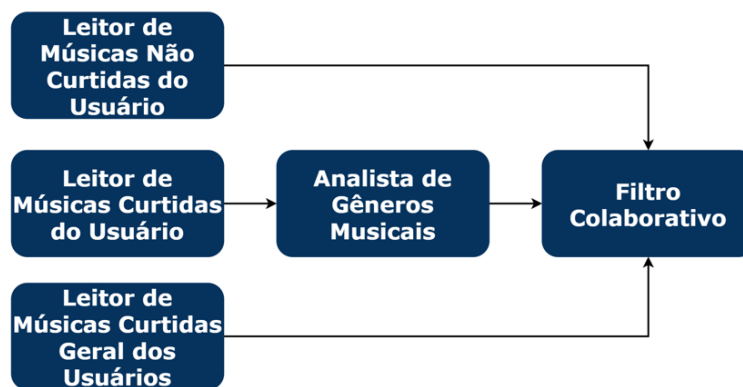 Leitor de
Músicas Não
Curtidas do
Usuário
Leitor de
Músicas Curtidas
do Usuário
Analista de
Gêneros
Musicais
Filtro
Colaborativo
Leitor de
Músicas Curtidas
Geral dos
Usuários